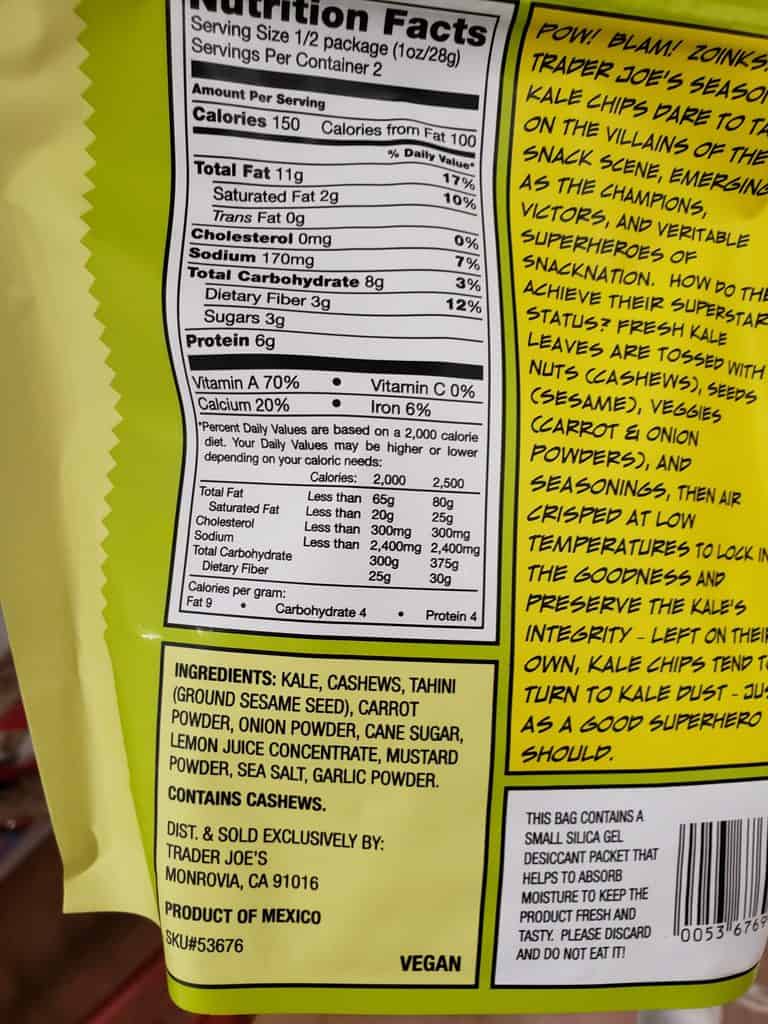 Nutrition Facts
Serving Size 1/2 package (1oz/28g)
Servings Per Container 2
Amount Per Serving
Calories 150 Calories from Fat 100
% Daily Value*
Total Fat 11g 17%
Saturated Fat 2g 10%
Trans Fat 0g
Cholesterol 0mg 0%
Sodium 170mg 7%
Total Carbohydrate 8g 3%
Dietary Fiber 3g 12%
Sugars 3g
Protein 6g
Vitamin A 70% • Vitamin C 0%
Calcium 20% • Iron 6%
*Percent Daily Values are based on a 2,000 calorie
diet. Your Daily Values may be higher or lower
depending on your caloric needs:
Calories: 2,000 2,500
Total Fat Less than 65g 80g
Saturated Fat Less than 20g 25g
Cholesterol Less than 300mg 300mg
Sodium Less than 2,400mg 2,400mg
Total Carbohydrate 300g 375g
Dietary Fiber 25g 30g
Calories per gram:
Fat 9 • Carbohydrate 4 • Protein 4
INGREDIENTS: KALE, CASHEWS, TAHINI
(GROUND SESAME SEED), CARROT
POWDER, ONION POWDER, CANE SUGAR,
LEMON JUICE CONCENTRATE, MUSTARD
POWDER, SEA SALT, GARLIC POWDER.
CONTAINS CASHEWS.
DIST. & SOLD EXCLUSIVELY BY:
TRADER JOE'S
MONROVIA, CA 91016
PRODUCT OF MEXICO
SKU#53676
VEGAN
POW! BLAM! ZOINKS!
TRADER JOE'S SEASO
KALE CHIPS DARE TO TA
ON THE VILLAINS OF THE
SNACK SCENE, EMERGING
AS THE CHAMPIONS,
VICTORS, AND VERITABLE
SUPERHEROES OF
SNACKNATION. HOW DO THE
ACHIEVE THEIR SUPERSTAR
STATUS? FRESH KALE
LEAVES ARE TOSSED WITH
NUTS (CASHEWS), SEEDS
(SESAME), VEGGIES
(CARROT & ONION
POWDERS), AND
SEASONINGS, THEN AIR
CRISPED AT LOW
TEMPERATURES TO LOCK IN
THE GOODNESS AND
PRESERVE THE KALE'S
INTEGRITY - LEFT ON THEIR
OWN, KALE CHIPS TEND TO
TURN TO KALE DUST - JUS
AS A GOOD SUPERHERO
SHOULD.
THIS BAG CONTAINS A
SMALL SILICA GEL
DESICCANT PACKET THAT
HELPS TO ABSORB
MOISTURE TO KEEP THE
PRODUCT FRESH AND
TASTY. PLEASE DISCARD
AND DO NOT EAT IT!
0053 6769